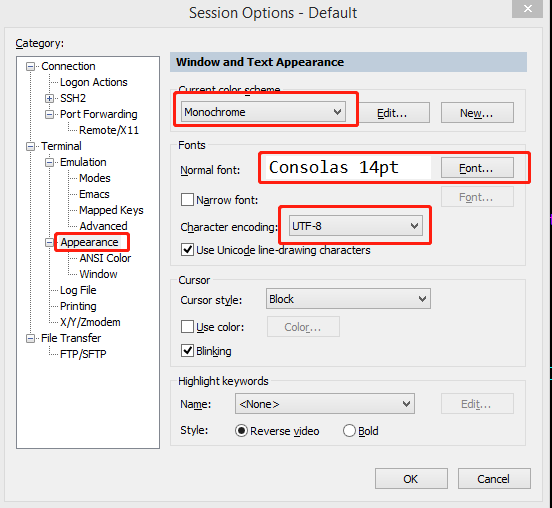 Session Options - Default
Category:
Connection
Logon Actions
SSH2
Port Forwarding
Remote/X11
Terminal
Emulation
Modes
Emacs
Mapped Keys
Advanced
Appearance
ANSI Color
Window
Log File
Printing
X/Y/Zmodem
File Transfer
FTP/SFTP
Window and Text Appearance
Current color scheme
Monochrome
Edit...
New...
Fonts
Normal font:
Consolas 14pt
Font...
Narrow font:
Font...
Character encoding:
UTF-8
Use Unicode line-drawing characters
Cursor
Cursor style:
Block
Use color:
Color...
Blinking
Highlight keywords
Name:
<None>
Edit...
Style:
Reverse video
Bold
OK
Cancel